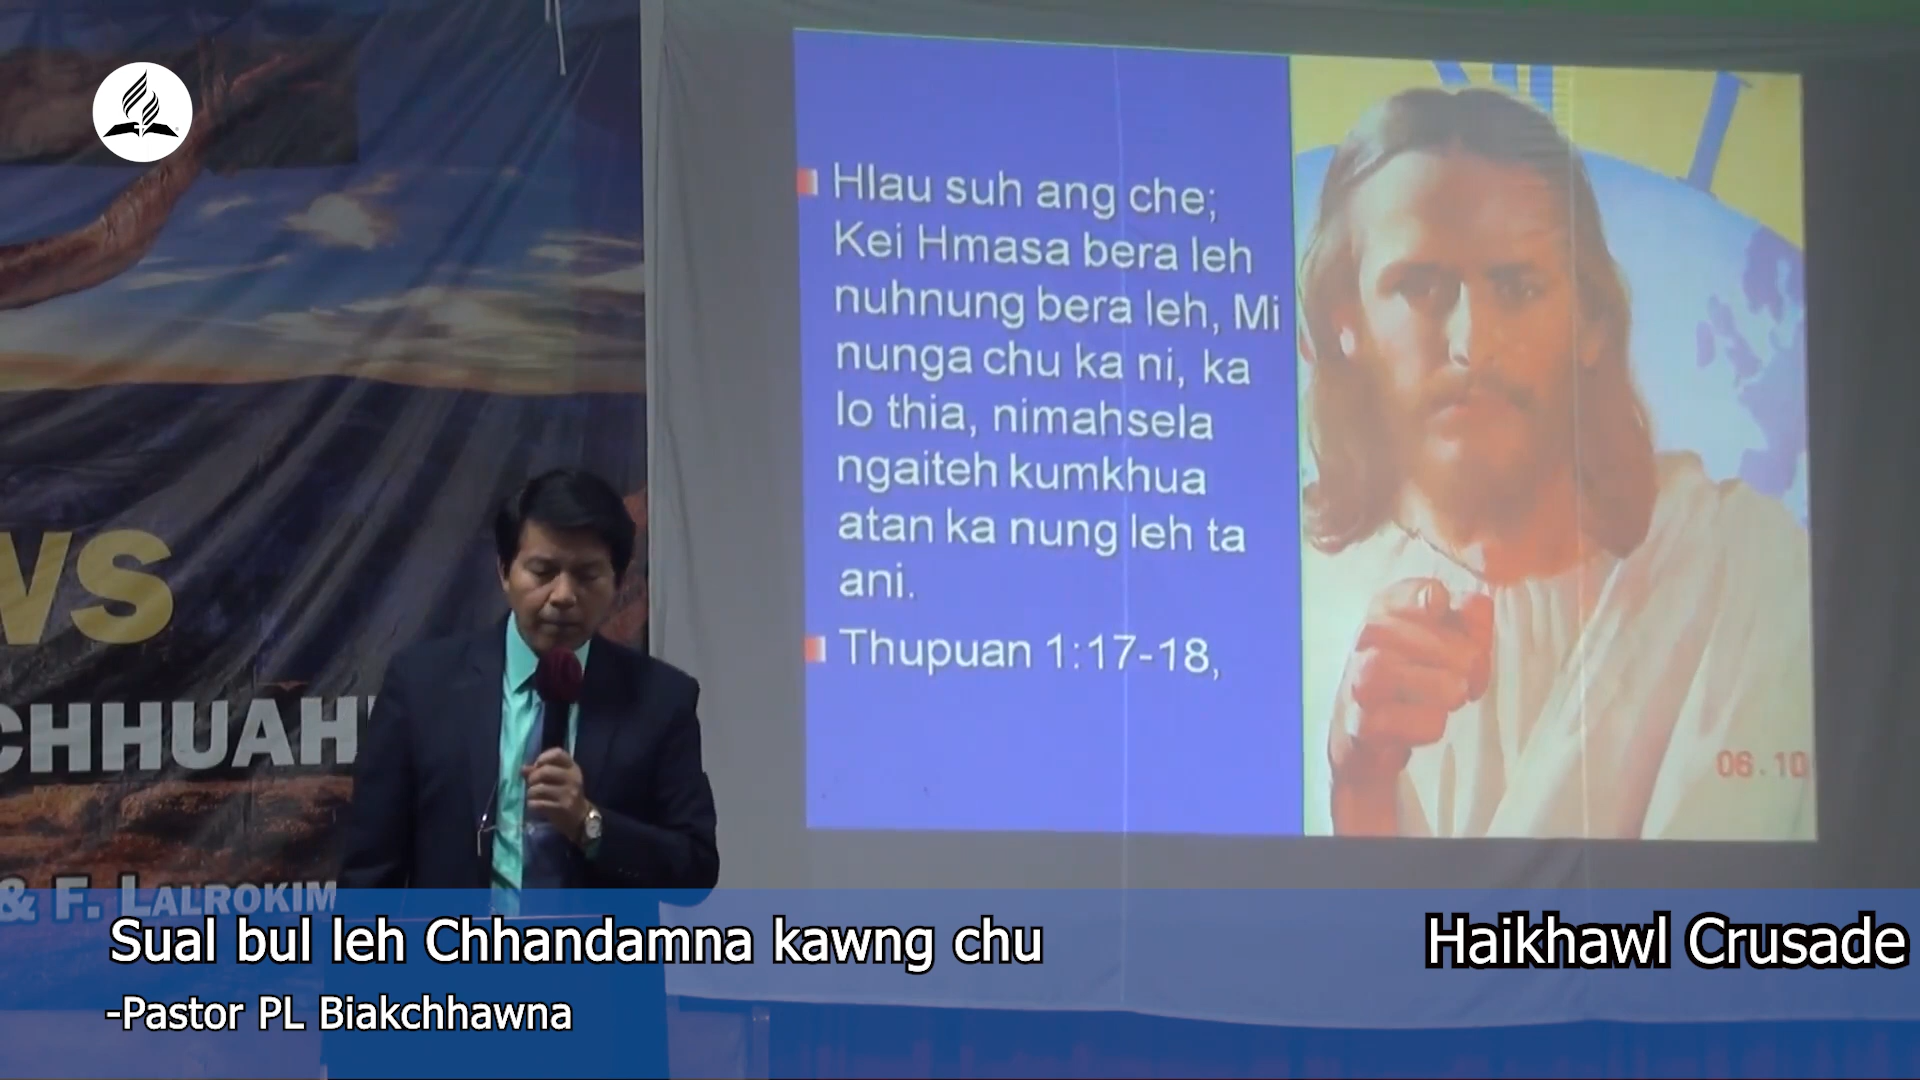 Hlau suh ang che;
Kei Hmasa bera leh
nuhnung bera leh, Mi
nunga chu ka ni, ka
lo thia, nimahsela
ngaiteh kumkhua
atan ka nung leh ta
ani.
Thupuan 1:17-18,
06.10
WS
CHHUAH
& F. LALROKIM
Sual bul leh Chhandamna kawng chu
Haikhawl Crusade
-Pastor PL Biakchhawna